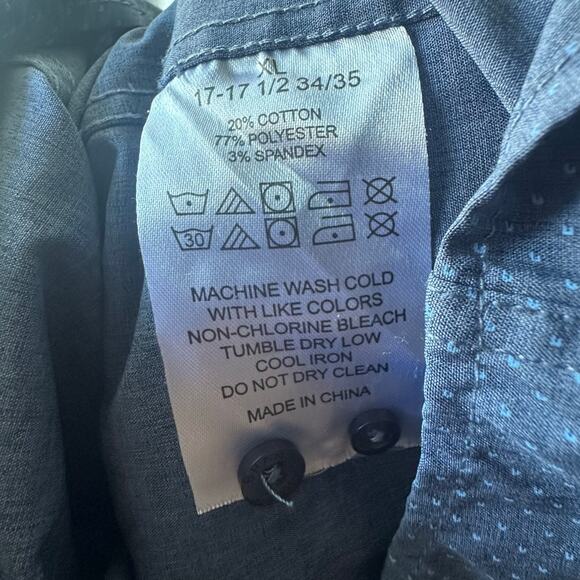 XL
17-17 1/2 34/35
20% COTTON
77% POLYESTER
3% SPANDEX
30
MACHINE WASH COLD
WITH LIKE COLORS
NON-CHLORINE BLEACH
TUMBLE DRY LOW
COOL IRON
DO NOT DRY CLEAN
MADE IN CHINA